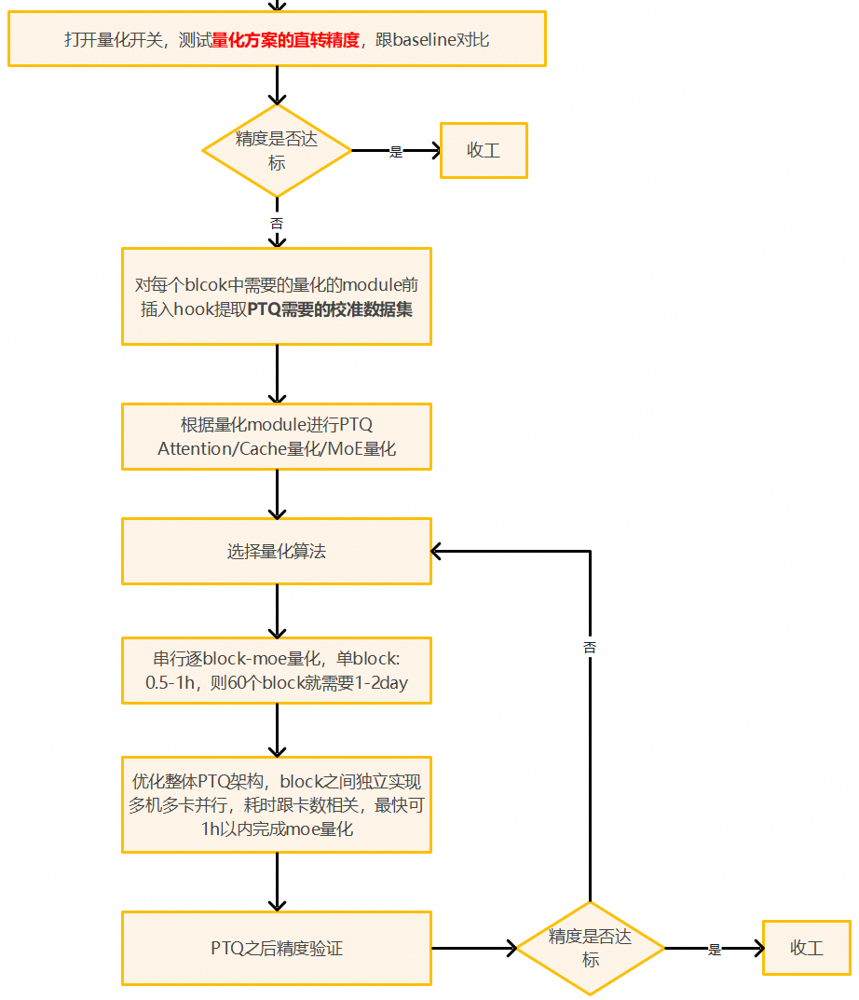 打开量化开关，测试量化方案的直转精度，跟baseline对比
精度是否达
标
是
收工
否
对每个blcok中需要的量化的module前
插入hook提取PTQ需要的校准数据集
根据量化module进行PTQ
Attention/Cache量化/MoE量化
选择量化算法
否
串行逐block-moe量化，单block:
0.5-1h，则60个block就需要1-2day
优化整体PTQ架构，block之间独立实现
多机多卡并行，耗时跟卡数相关，最快可
1h以内完成moe量化
PTQ之后精度验证
精度是否达
标
是
收工